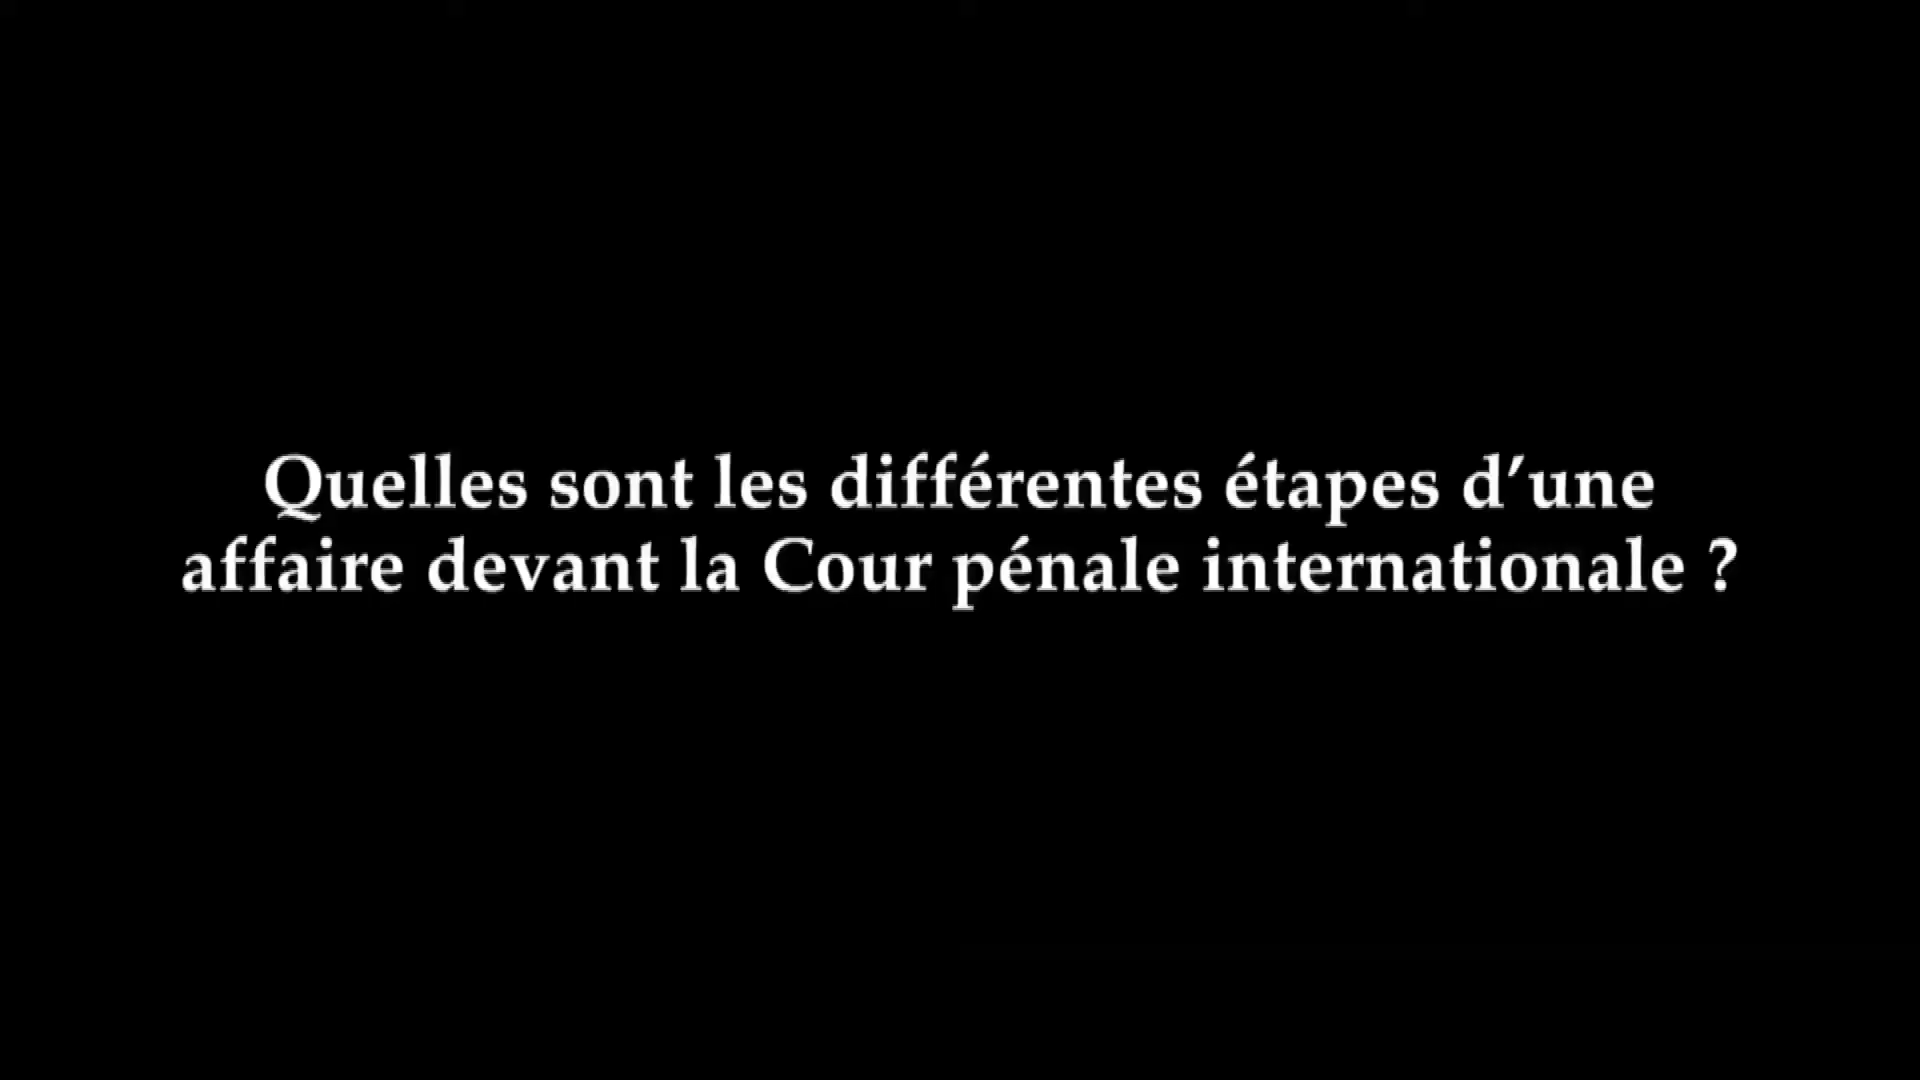 Quelles sont les différentes étapes d’une
affaire devant la Cour pénale internationale ?